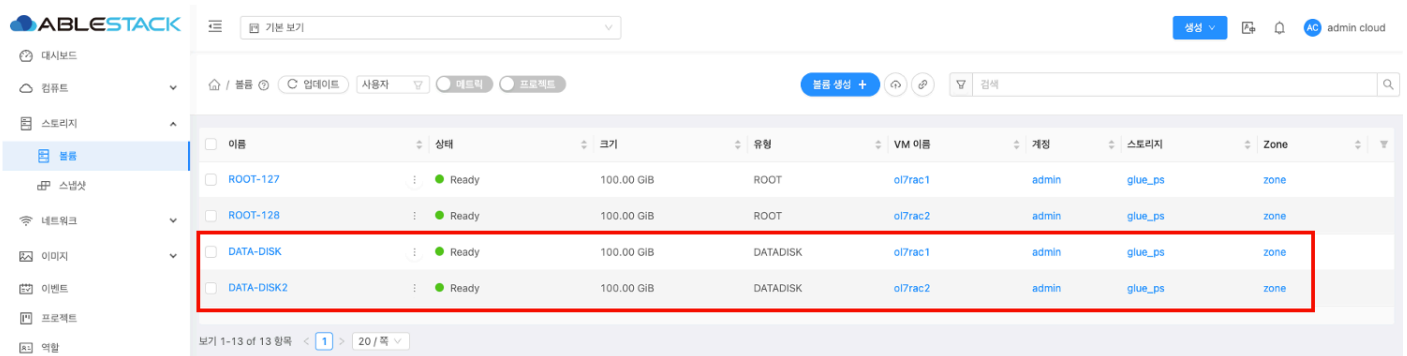 ABLESTACK
기본 보기
생성
AC admin cloud
대시보드
컴퓨트
스토리지
볼륨
스냅샷
네트워크
이미지
이벤트
프로젝트
역할
/ 볼륨 업데이트 사용자 메트릭 프로젝트 볼륨 생성 + 검색
이름 상태 크기 유형 VM 이름 계정 스토리지 Zone
ROOT-127 Ready 100.00 GiB ROOT ol7rac1 admin glue_ps zone
ROOT-128 Ready 100.00 GiB ROOT ol7rac2 admin glue_ps zone
DATA-DISK Ready 100.00 GiB DATADISK ol7rac1 admin glue_ps zone
DATA-DISK2 Ready 100.00 GiB DATADISK ol7rac2 admin glue_ps zone
보기 1-13 of 13 항목 < 1 > 20 / 쪽